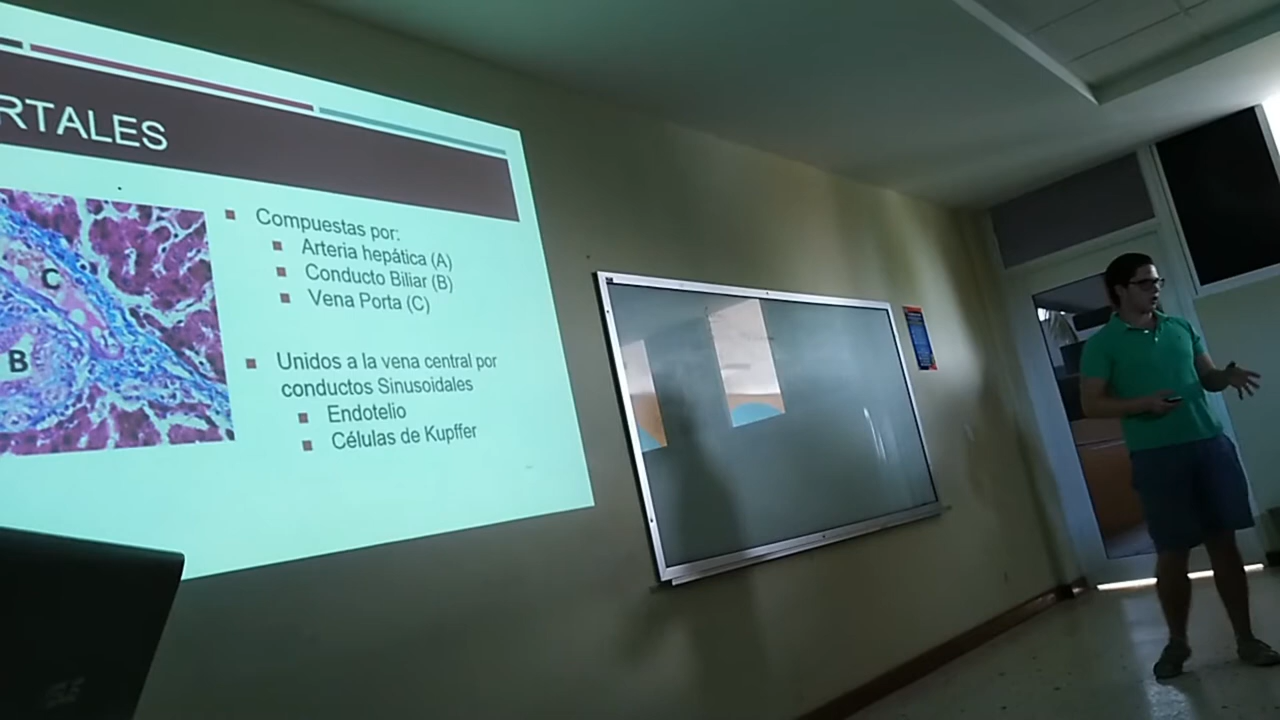 RTALES
Compuestas por:
Arteria hepática (A)
Conducto Biliar (B)
Vena Porta (C)
Unidos a la vena central por
conductos Sinusoidales
Endotelio
Células de Kupffer
C
B